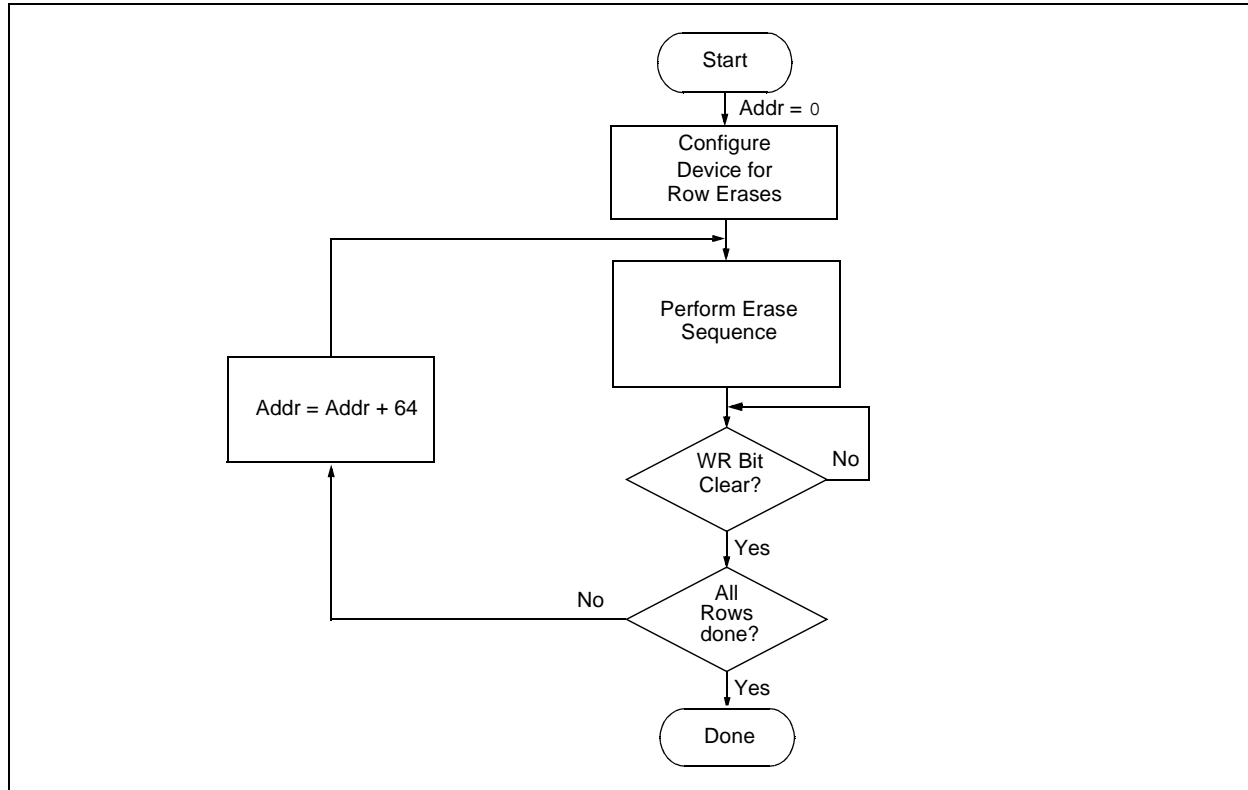 Start
Addr = 0
Configure
Device for
Row Erases
Perform Erase
Sequence
Addr = Addr + 64
WR Bit
Clear?
No
Yes
All
Rows
done?
No
Yes
Done